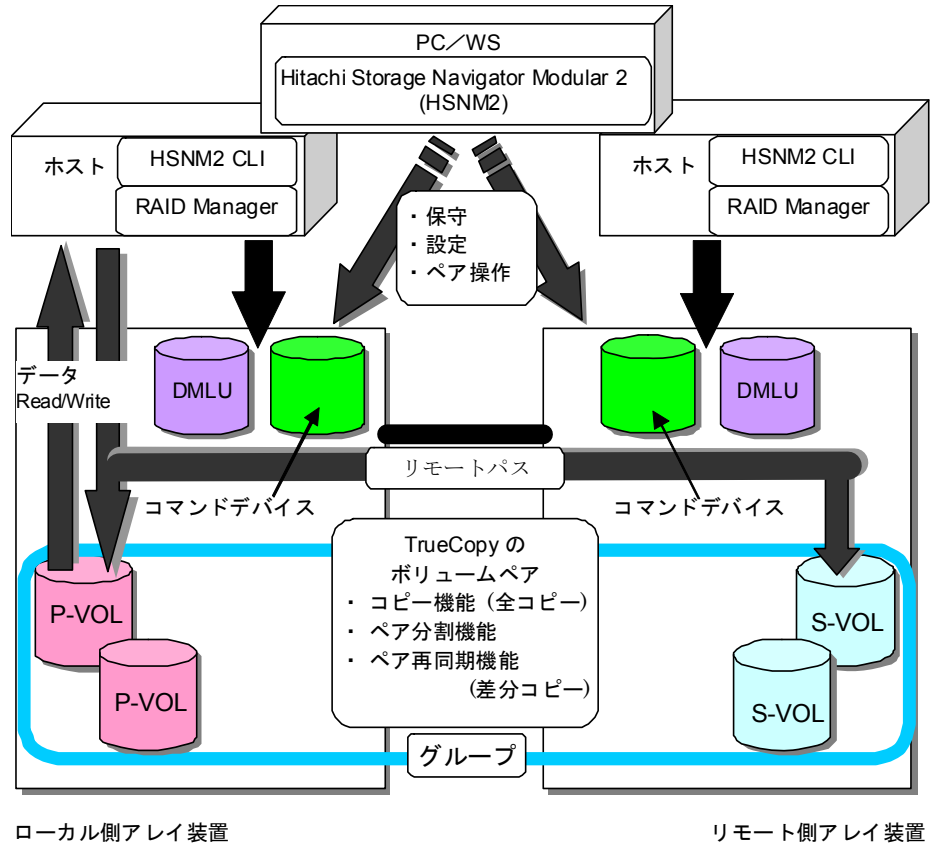 PC／WS
Hitachi Storage Navigator Modular 2
(HSNM2)
ホスト
HSNM2 CLI
RAID Manager
ホスト
HSNM2 CLI
RAID Manager
・保守
・設定
・ペア操作
データ
Read/Write
DMLU
DMLU
リモートパス
コマンドデバイス
コマンドデバイス
TrueCopy の
ボリュームペア
・ コピー機能 (全コピー)
・ ペア分割機能
・ ペア再同期機能
(差分コピー)
P-VOL
P-VOL
S-VOL
S-VOL
グループ
ローカル側アレイ装置
リモート側アレイ装置